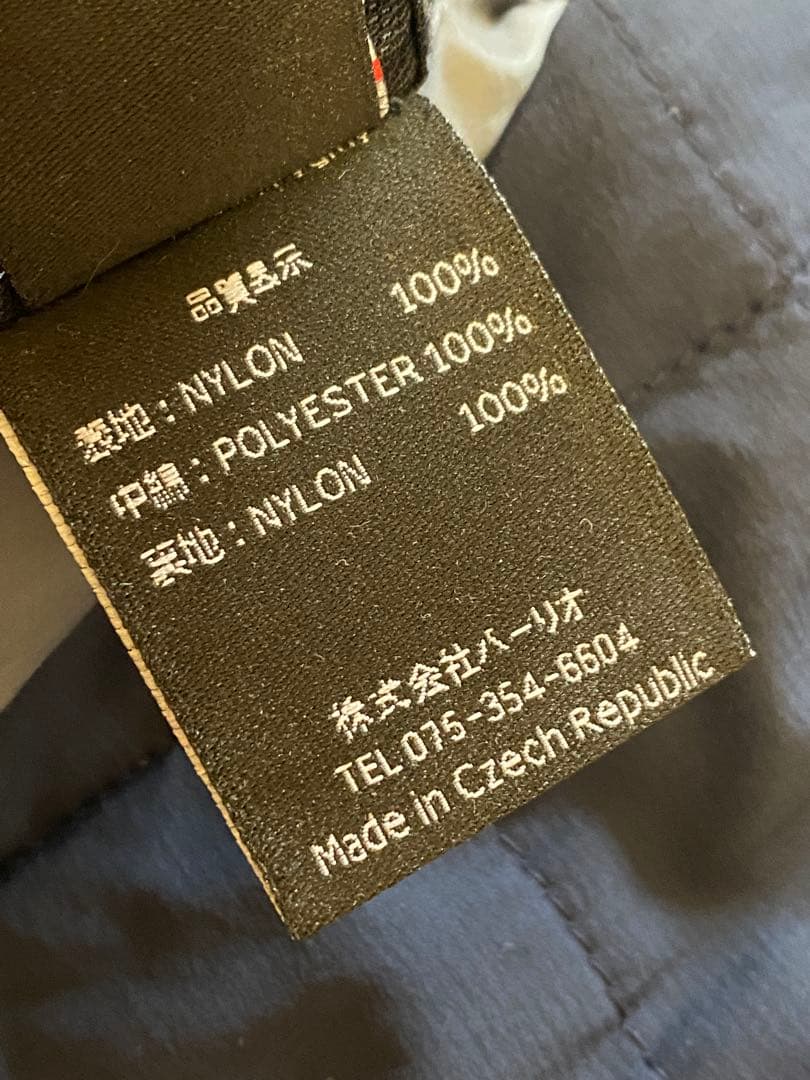 品質表示
表地：NYLON 100%
中綿：POLYESTER 100%
裏地：NYLON 100%
株式会社ハーリオ
TEL 075-354-6604
Made in Czech Republic